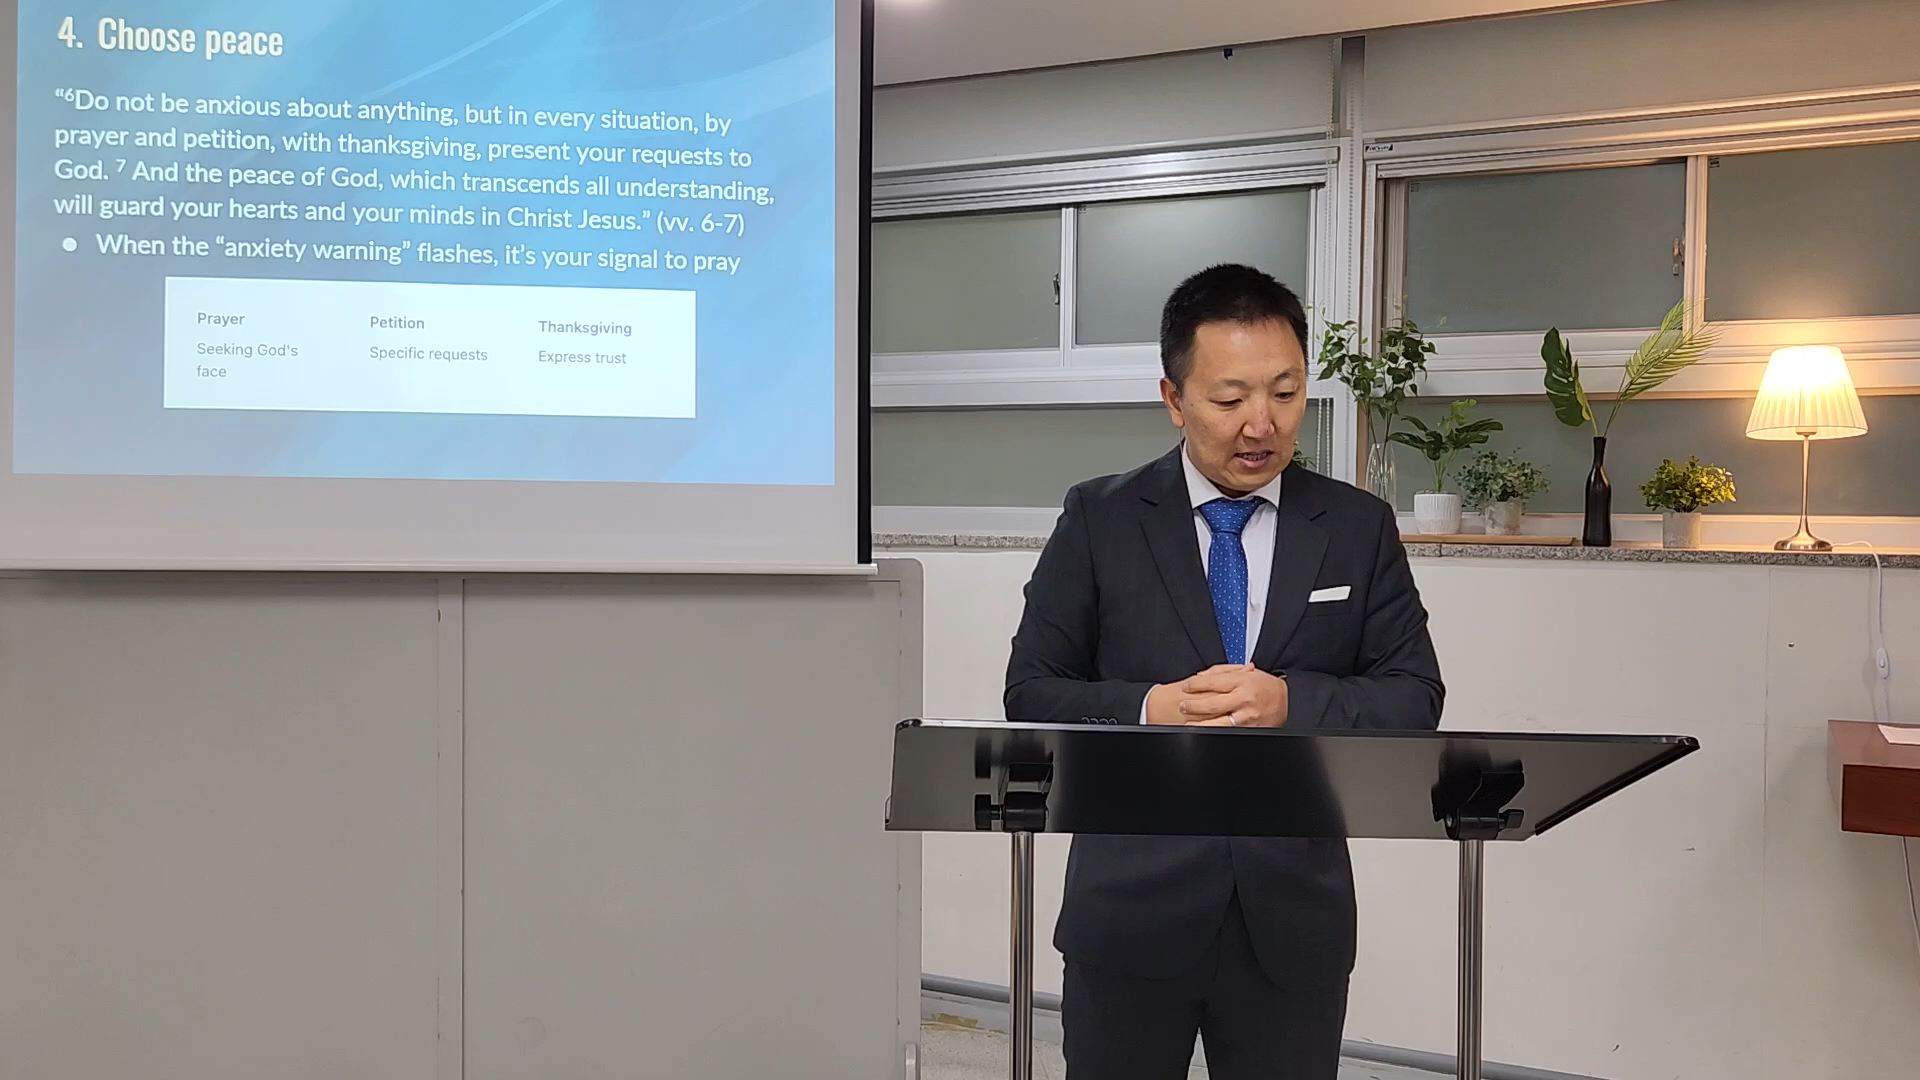 4. Choose peace
“⁶Do not be anxious about anything, but in every situation, by
prayer and petition, with thanksgiving, present your requests to
God. ⁷ And the peace of God, which transcends all understanding,
will guard your hearts and your minds in Christ Jesus.” (vv. 6-7)
● When the “anxiety warning” flashes, it’s your signal to pray
Prayer Petition Thanksgiving
Seeking God's Specific requests Express trust
face